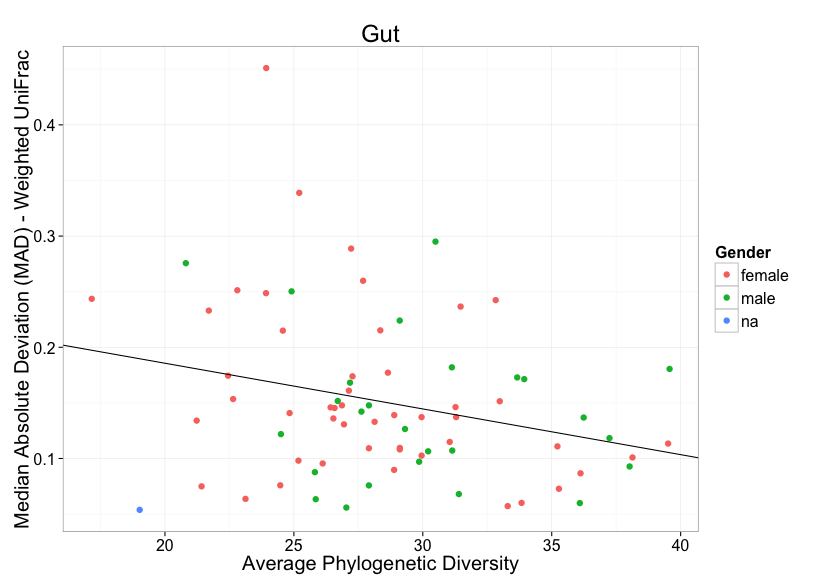 Gut
Median Absolute Deviation (MAD) - Weighted UniFrac
0.4
0.3
0.2
0.1
20 25 30 35 40
Average Phylogenetic Diversity
Gender
female
male
na